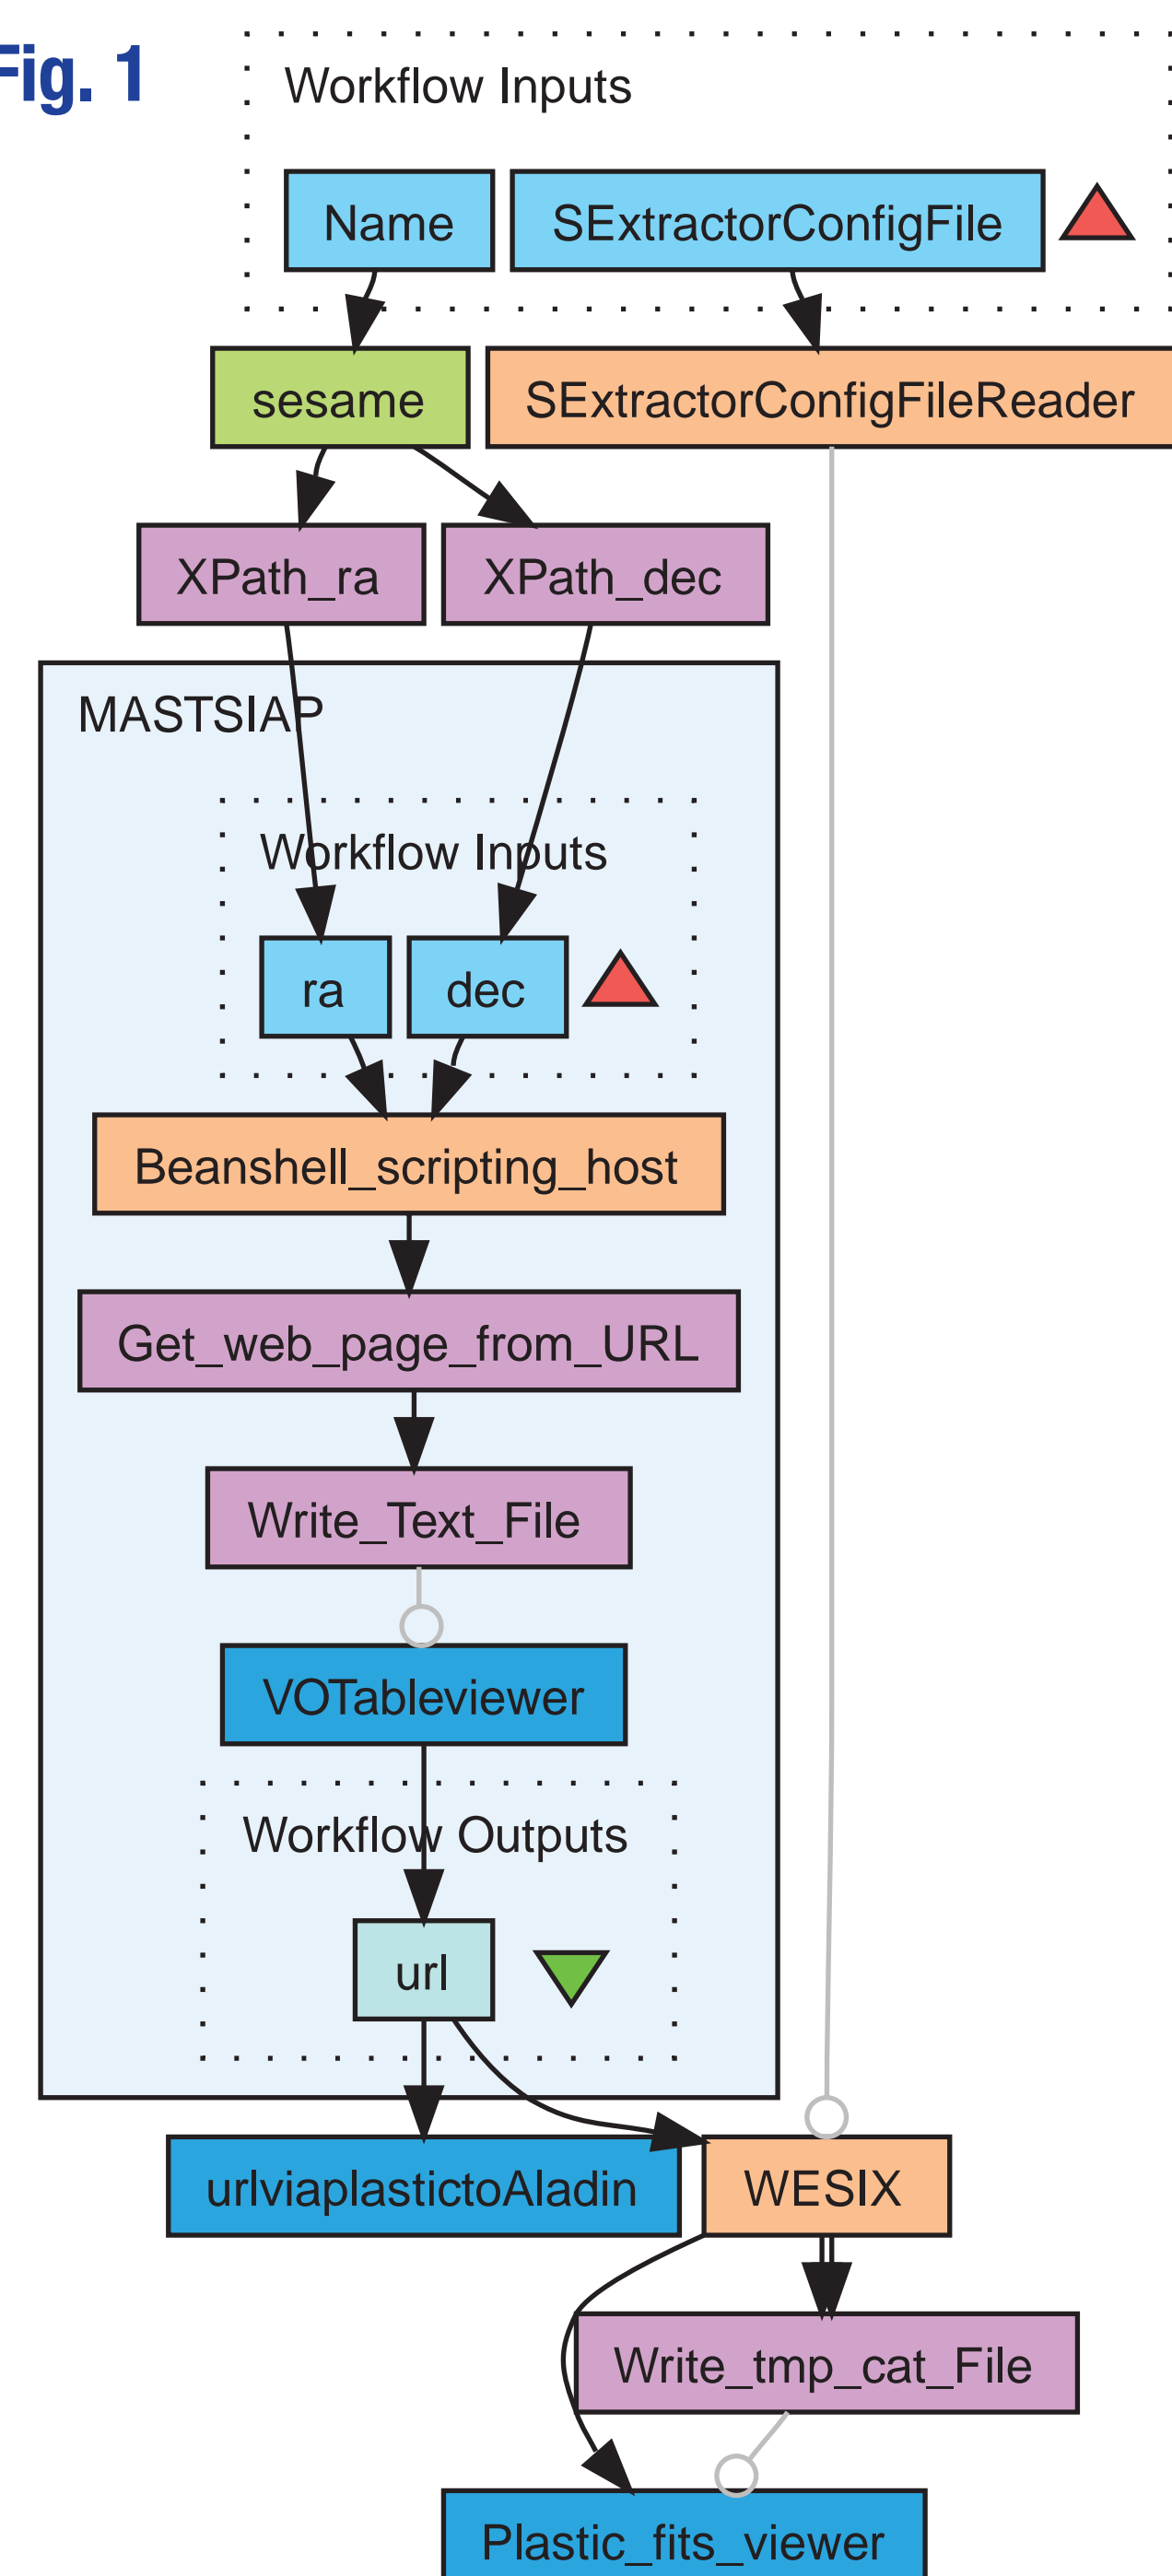 Fig. 1
Workflow Inputs
Name
SExtractorConfigFile
sesame
SExtractorConfigFileReader
XPath_ra
XPath_dec
MASTSIAP
Workflow Inputs
ra
dec
Beanshell_scripting_host
Get_web_page_from_URL
Write_Text_File
VOTableviewer
Workflow Outputs
url
urlviaplastictoAladin
WESIX
Write_tmp_cat_File
Plastic_fits_viewer